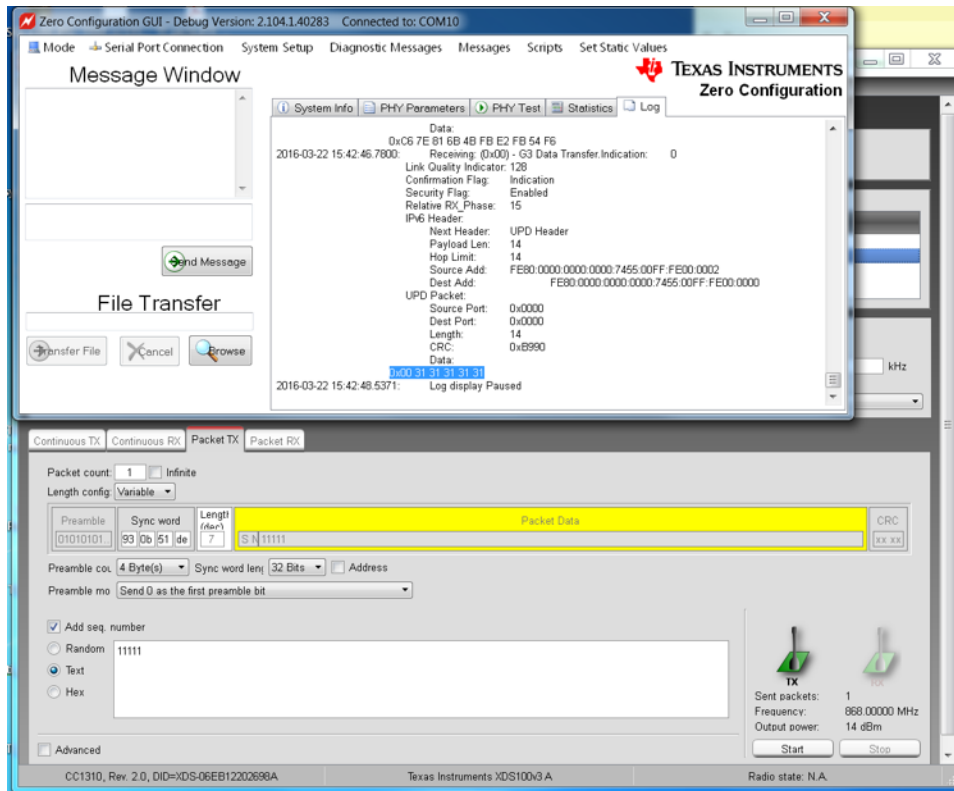 Zero Configuration GUI - Debug Version: 2.104.1.40283 Connected to: COM10
Mode Serial Port Connection System Setup Diagnostic Messages Messages Scripts Set Static Values
Message Window
TEXAS INSTRUMENTS
Zero Configuration
System Info PHY Parameters PHY Test Statistics Log
Data:
0xC6 7E 81 6B 4B FB E2 FB 54 F6
2016-03-22 15:42:46.7800: Receiving: (0x00) - G3 Data Transfer.Indication: 0
Link Quality Indicator: 128
Confirmation Flag: Indication
Security Flag: Enabled
Relative RX_Phase: 15
IPv6 Header:
Next Header: UPD Header
Payload Len: 14
Hop Limit: 14
Source Add: FE80:0000:0000:0000:7455:00FF:FE00:0002
Dest Add: FE80:0000:0000:0000:7455:00FF:FE00:0000
UPD Packet:
Source Port: 0x0000
Dest Port: 0x0000
Length: 14
CRC: 0xB990
Data:
0x00 31 31 31 31 31
2016-03-22 15:42:48.5371: Log display Paused
Send Message
File Transfer
Transfer File Cancel Browse
kHz
Continuous TX Continuous RX Packet TX Packet RX
Packet count: 1 Infinite
Length config: Variable
Preamble Sync word Length (dec) Packet Data CRC
01010101... 93 0b 51 de 7 S N 11111 xx xx
Preamble cou 4 Byte(s) Sync word leng 32 Bits Address
Preamble mo Send 0 as the first preamble bit
Add seq. number
Random
Text
Hex
11111
TX
RX
Sent packets: 1
Frequency: 868.00000 MHz
Output power: 14 dBm
Start Stop
Advanced
CC1310, Rev. 2.0, DID=XDS-06EB12202698A Texas Instruments XDS100v3 A Radio state: N.A.